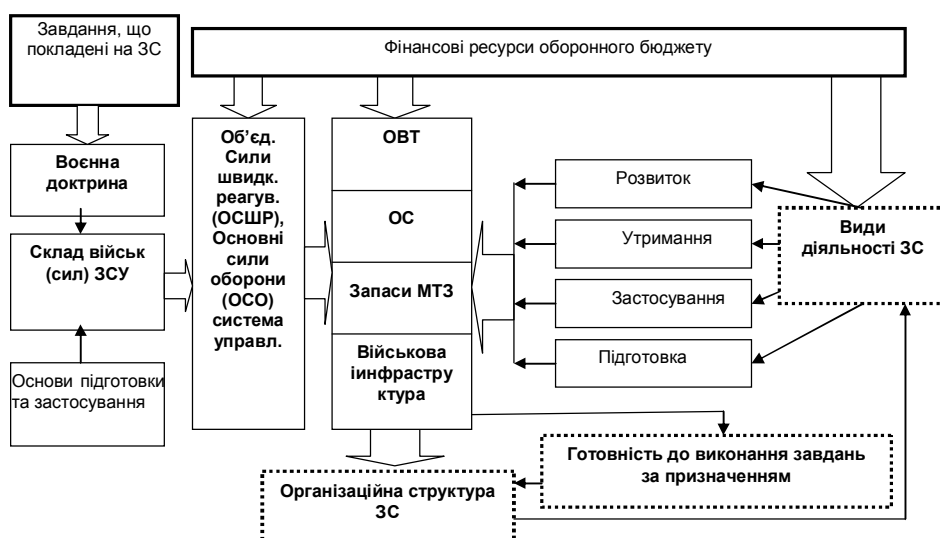 Завдання, що
покладені на ЗС
Фінансові ресурси оборонного бюджету
Воєнна
доктрина
Склад військ
(сил) ЗСУ
Основи підготовки
та застосування
Об’єд.
Сили
швидк.
реагув.
(ОСШР),
Основні
сили
оборони
(ОСО)
система
управл.
ОВТ
ОС
Запаси МТЗ
Військова
іинфрастру
ктура
Розвиток
Утримання
Застосування
Підготовка
Види
діяльності ЗС
Готовність до виконання завдань
за призначенням
Організаційна структура
ЗС